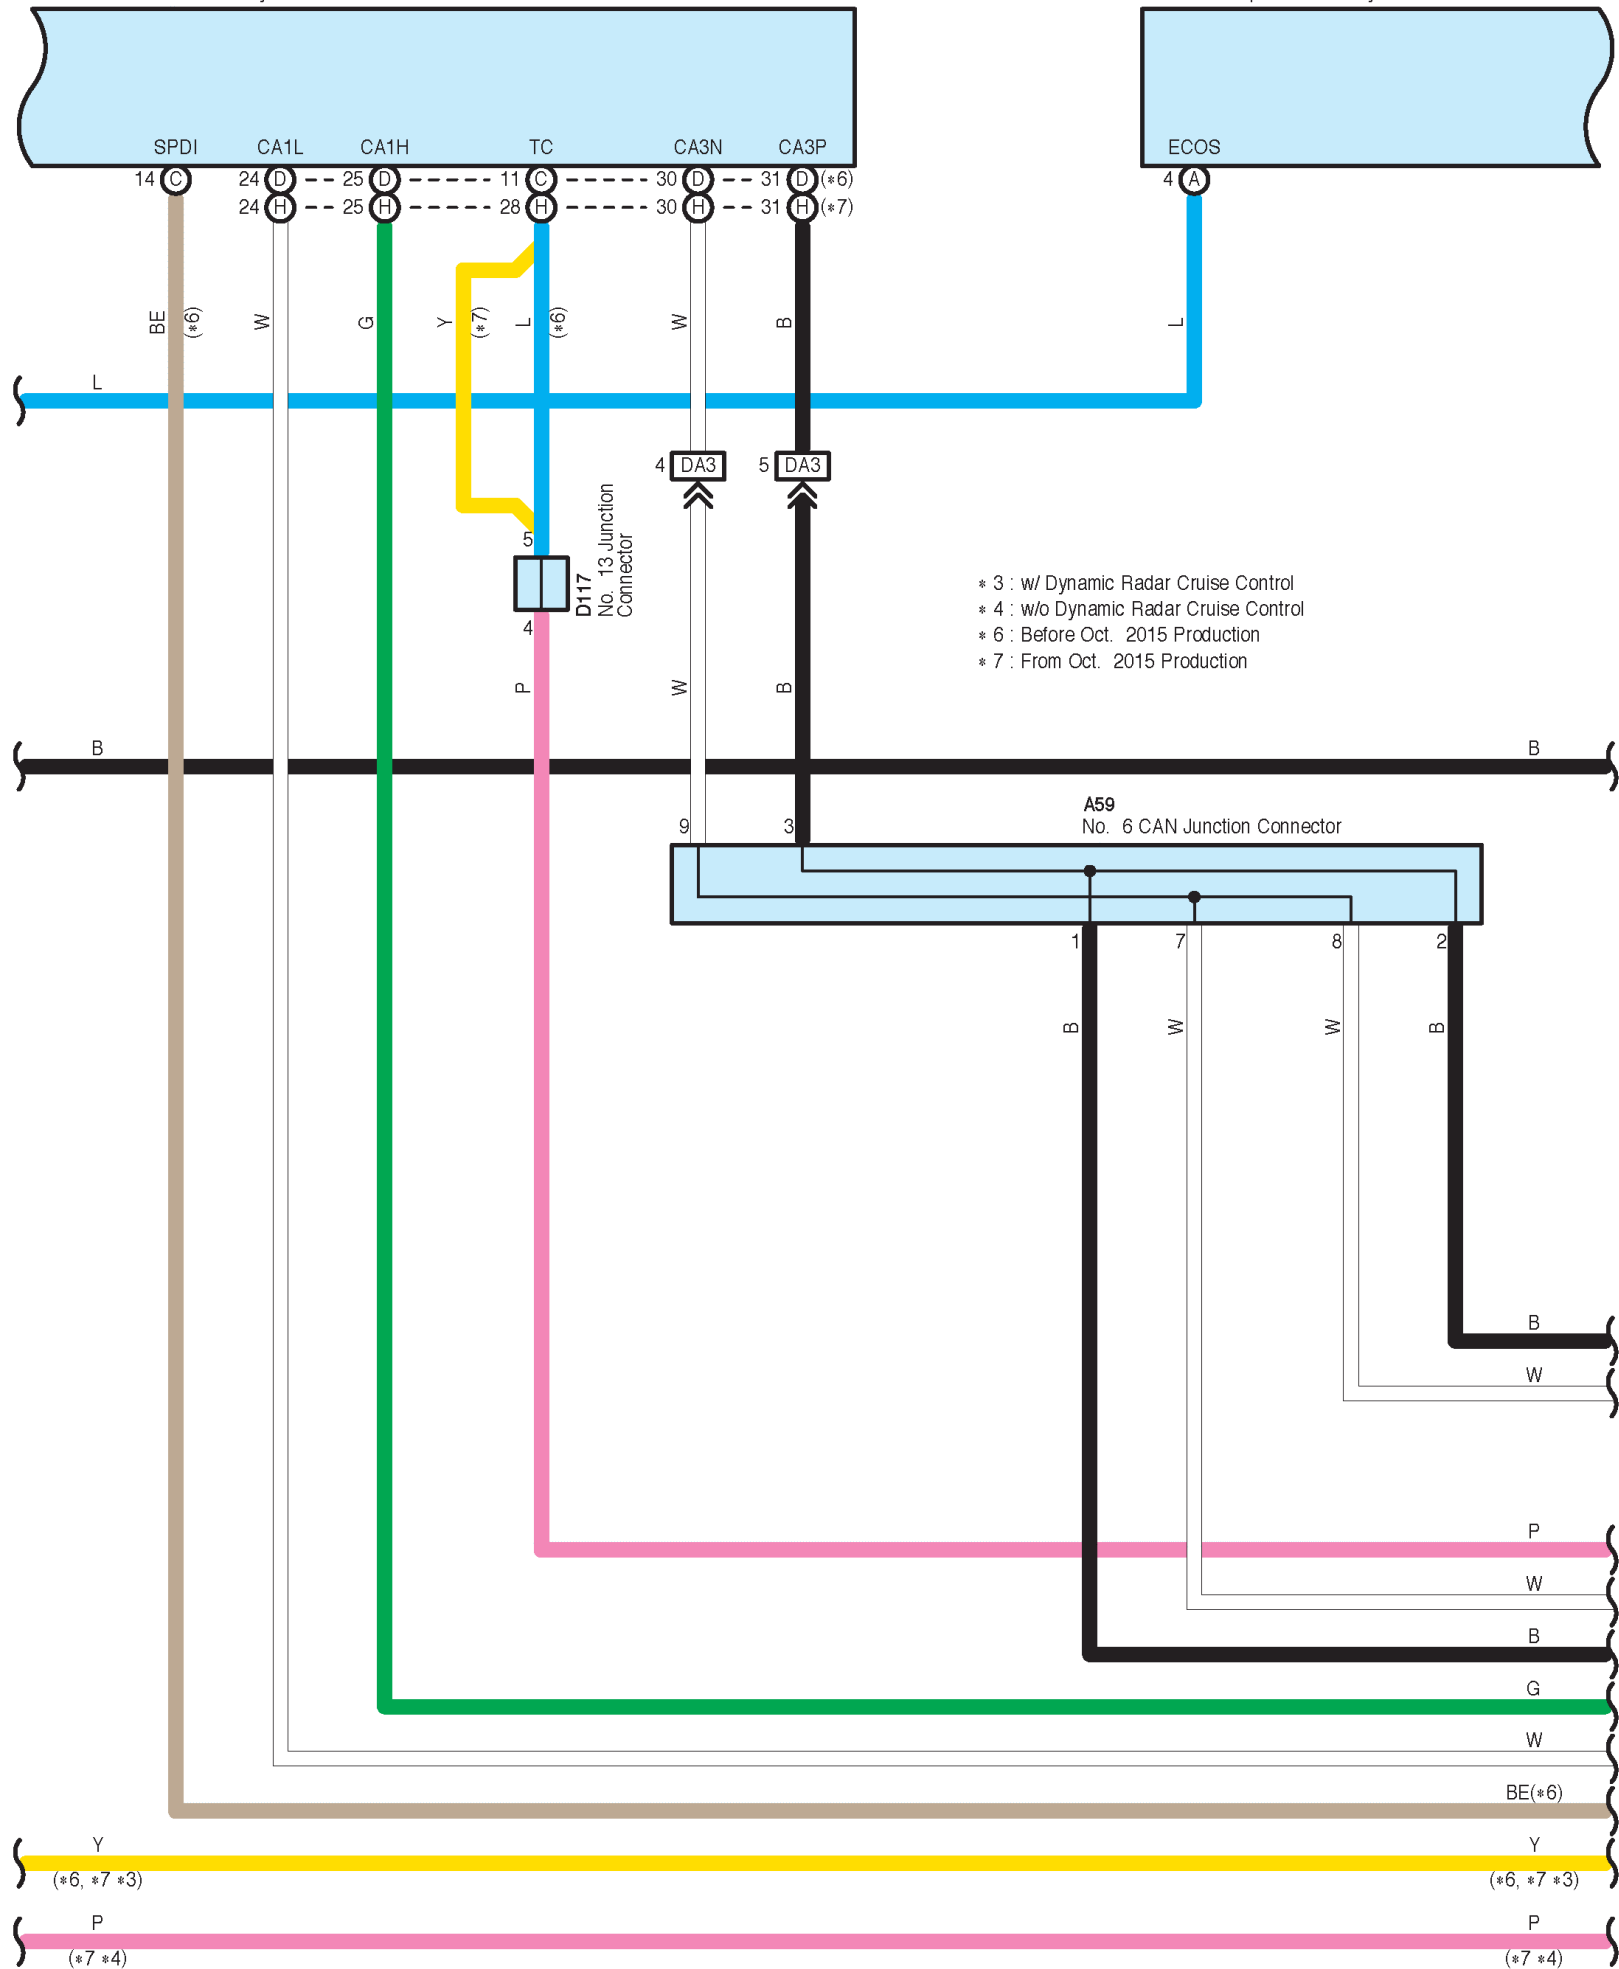 SPDI CA1L CA1H TC CA3N CA3P ECOS
14 C 24 D 25 D 11 C 30 D 31 D (*6) 4 A
24 H 25 H 28 H 30 H 31 H (*7)
BE (*6) W G Y (*7) L (*6) W B L
L
4 DA3 5 DA3
5
D117
No. 13 Junction
Connector
4
* 3 : w/ Dynamic Radar Cruise Control
* 4 : w/o Dynamic Radar Cruise Control
* 6 : Before Oct. 2015 Production
* 7 : From Oct. 2015 Production
P W B
B B
A59
No. 6 CAN Junction Connector
9 3
1 7 8 2
B W W B
B
W
P
W
B
G
W
BE(*6)
Y Y
(*6, *7 *3) (*6, *7 *3)
P P
(*7 *4) (*7 *4)